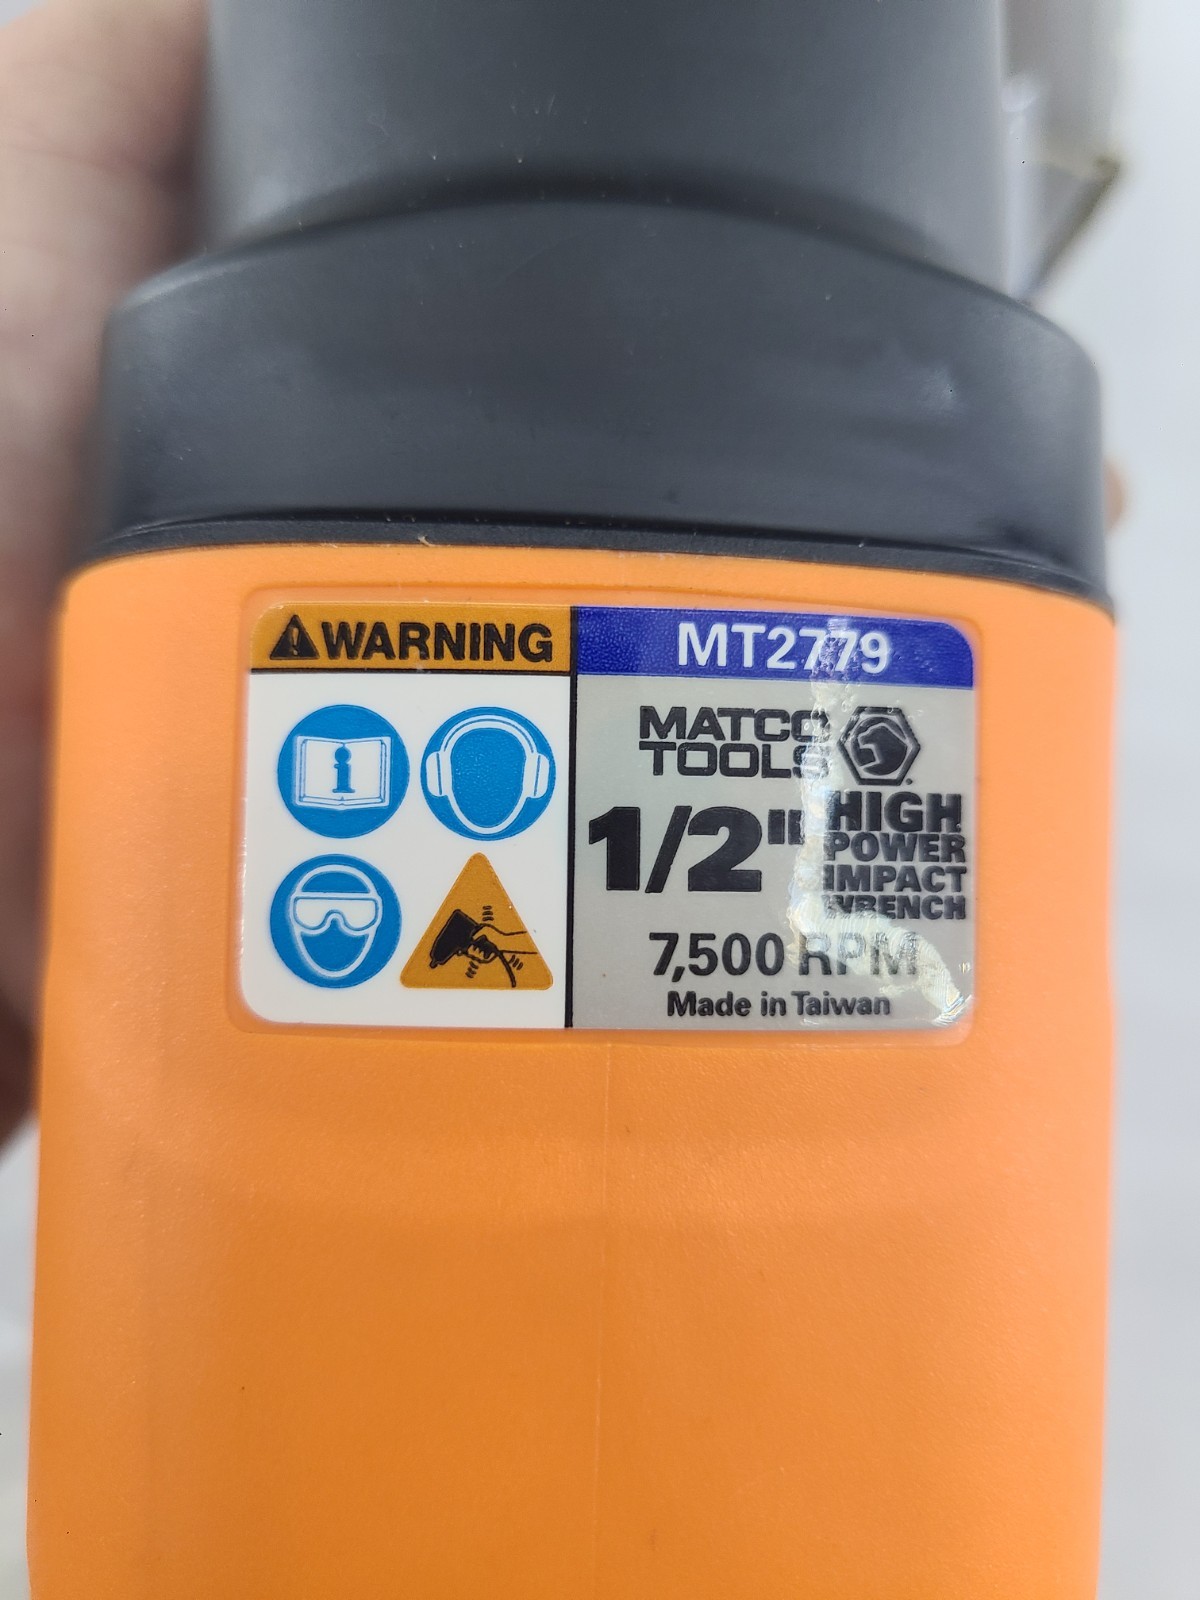 WARNING
i
MT2779
MATCO
TOOLS
1/2"
HIGH
POWER
IMPACT
WRENCH
7,500 RPM
Made in Taiwan